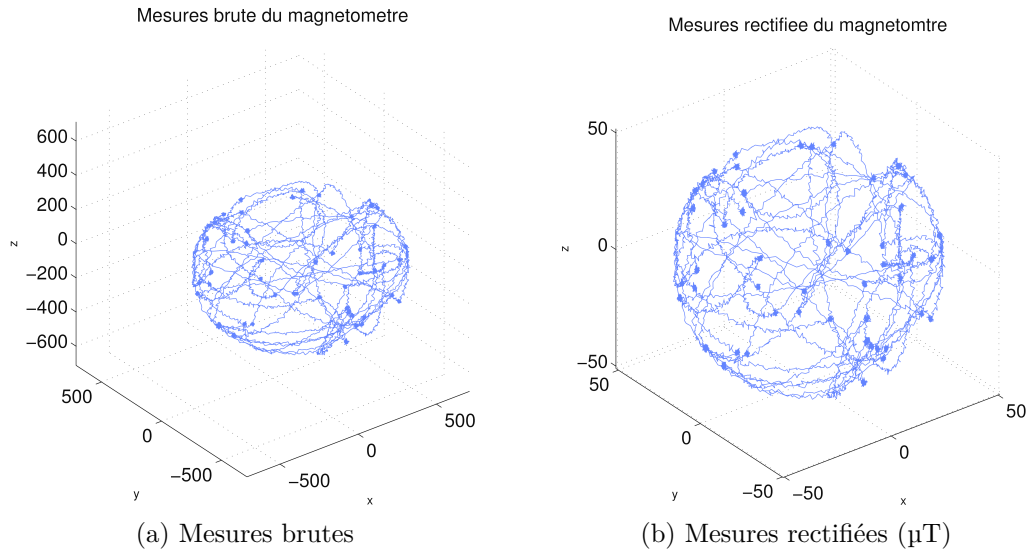 Mesures brute du magnetometre
600
400
200
0
−200
−400
−600
z
500
0
−500
y
−500
0
500
x
(a) Mesures brutes
Mesures rectifiee du magnetomtre
50
0
−50
z
50
0
−50
y
−50
0
50
x
(b) Mesures rectifiées (µT)